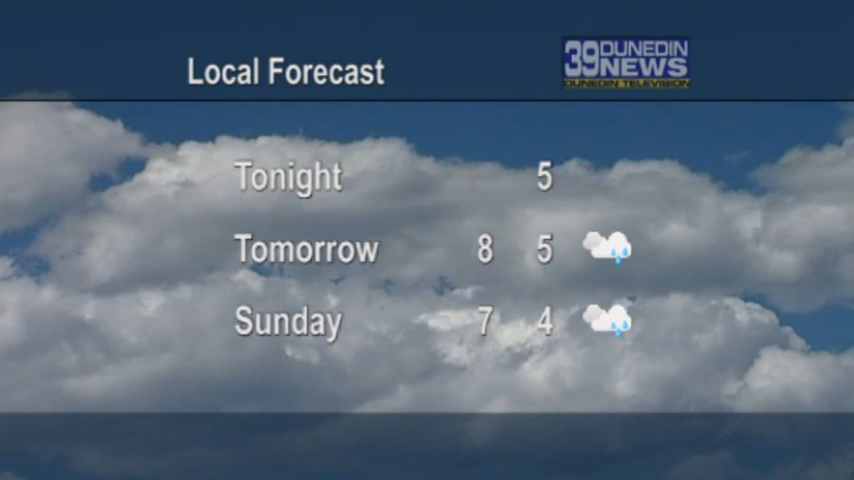 Local Forecast
39 DUNEDIN NEWS
DUNEDIN TELEVISION
Tonight 5
Tomorrow 8 5
Sunday 7 4